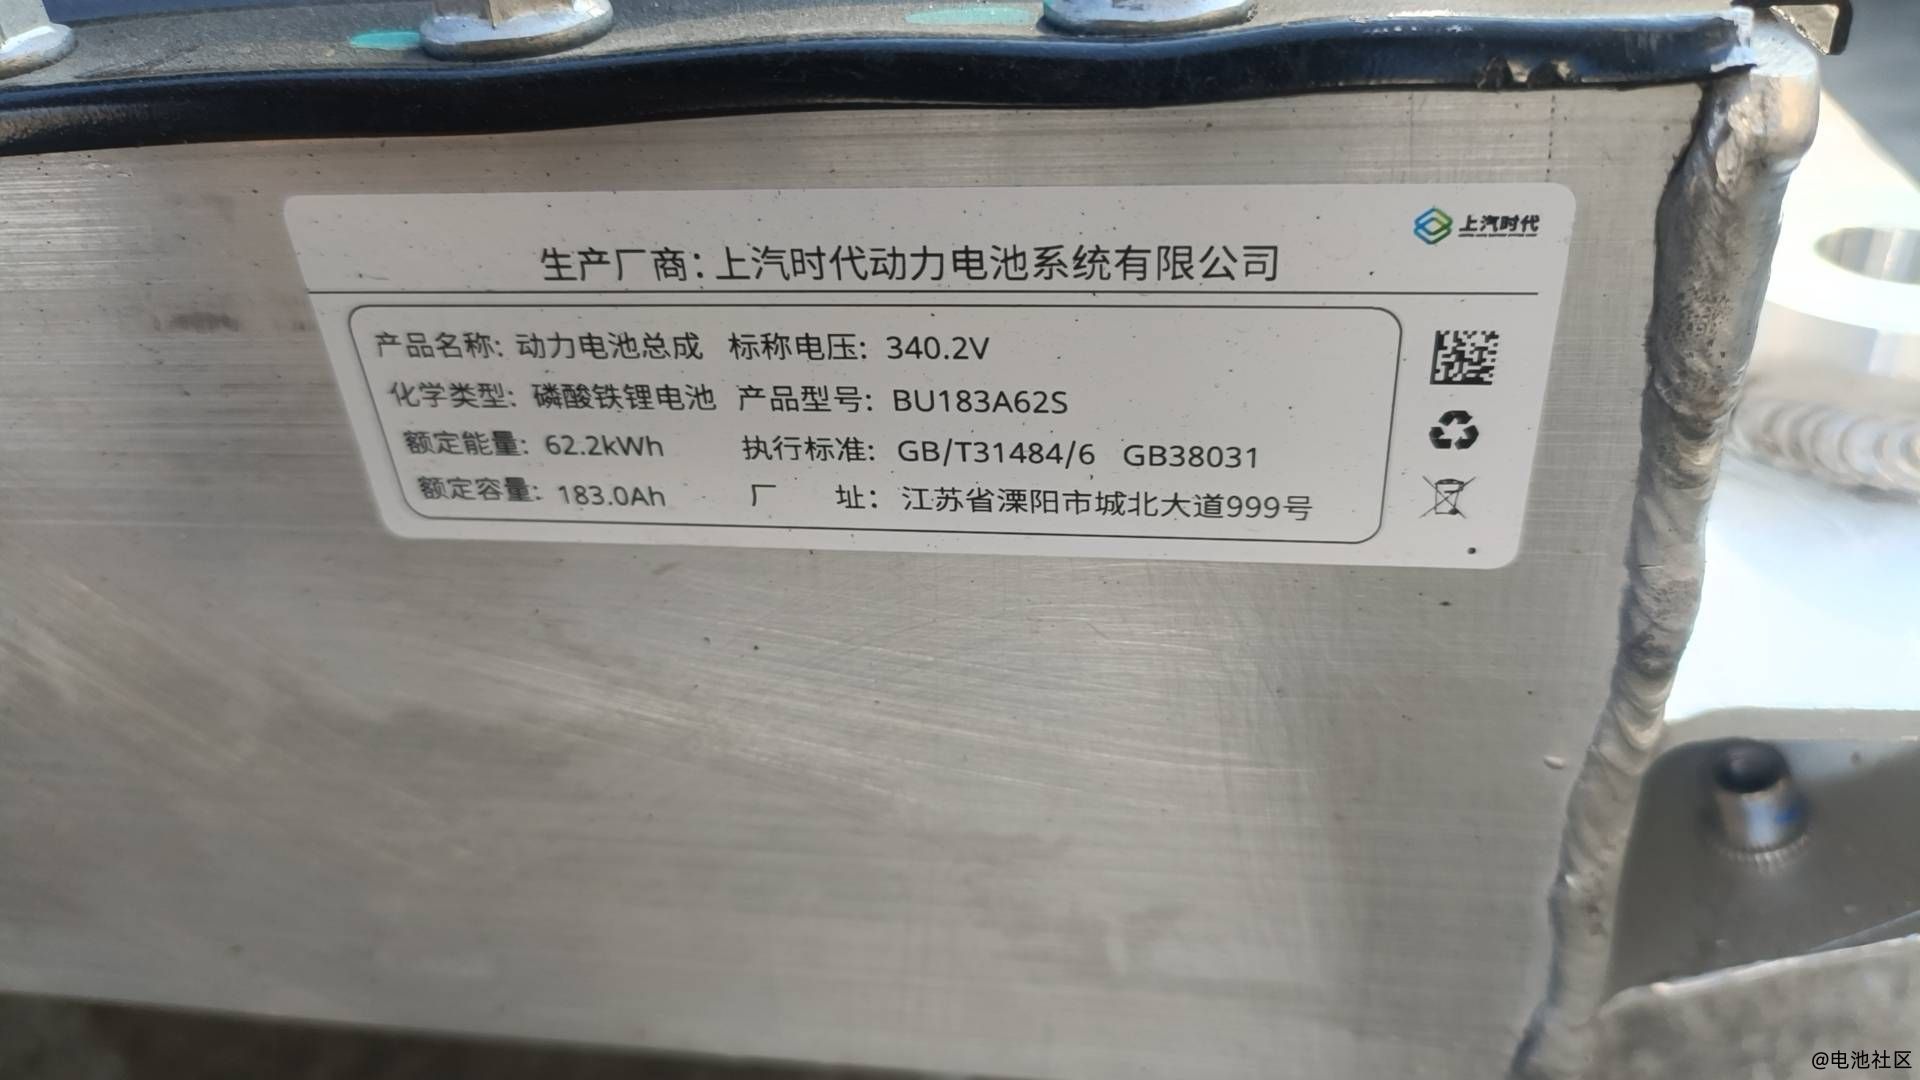 上汽时代
生产厂商：上汽时代动力电池系统有限公司
产品名称: 动力电池总成 标称电压: 340.2V
化学类型: 磷酸铁锂电池 产品型号: BU183A62S
额定能量: 62.2kWh 执行标准: GB/T31484/6 GB38031
额定容量: 183.0Ah 厂 址: 江苏省溧阳市城北大道999号
@电池社区